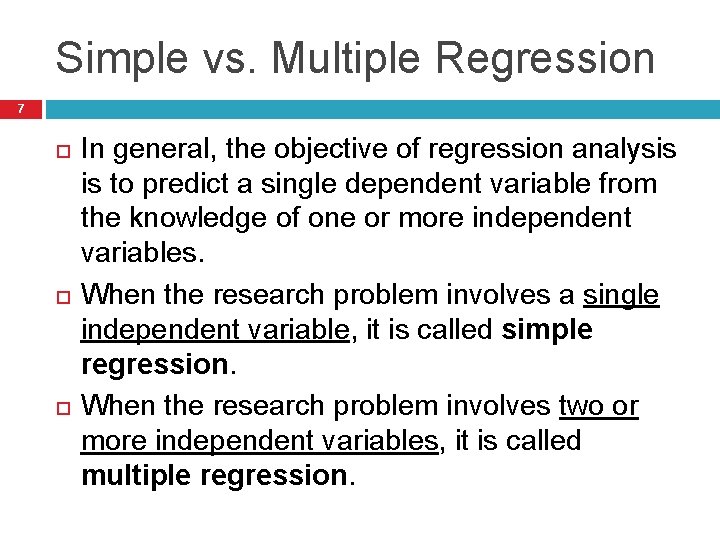 Simple vs. Multiple Regression
7
In general, the objective of regression analysis
is to predict a single dependent variable from
the knowledge of one or more independent
variables.
When the research problem involves a single
independent variable, it is called simple
regression.
When the research problem involves two or
more independent variables, it is called
multiple regression.